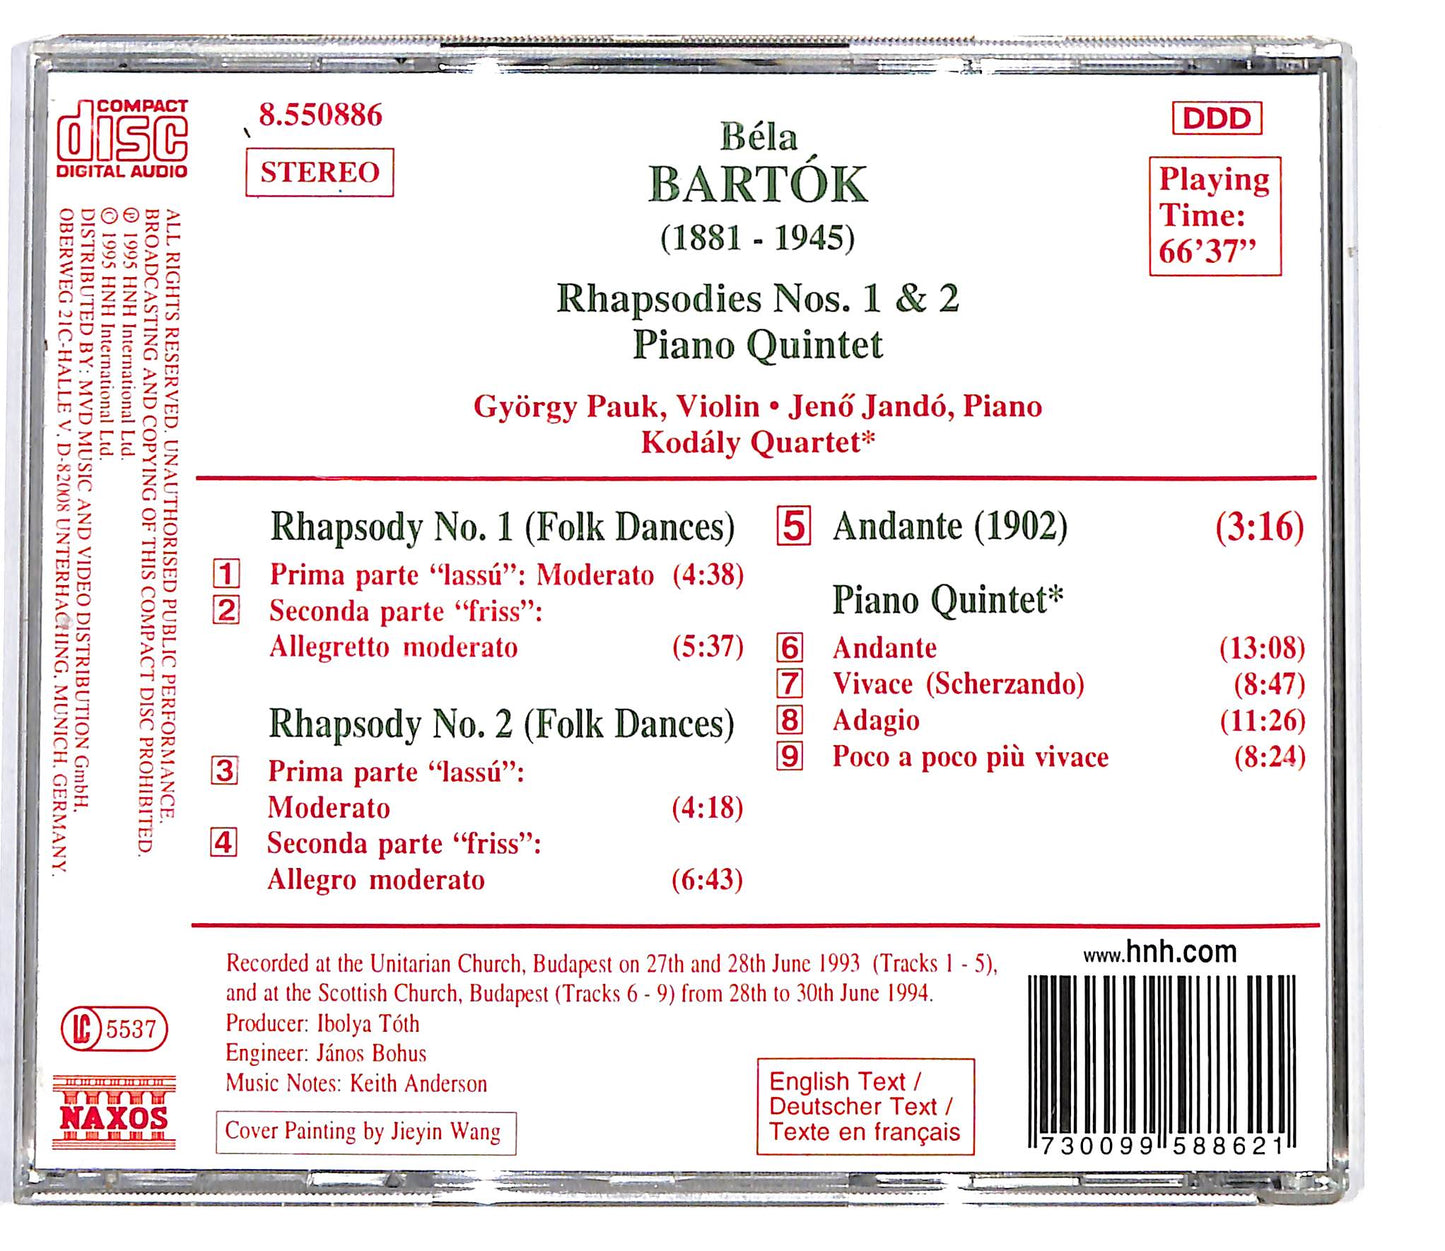 COMPACT
disc
DIGITAL AUDIO
8.550886
STEREO
Béla
BARTÓK
(1881 - 1945)
Rhapsodies Nos. 1 & 2
Piano Quintet
György Pauk, Violin • Jenő Jandó, Piano
Kodály Quartet*
DDD
Playing
Time:
66’37”
ALL RIGHTS RESERVED. UNAUTHORISED PUBLIC PERFORMANCE.
BROADCASTING AND COPYING OF THIS COMPACT DISC PROHIBITED.
℗ 1995 HNH International Ltd.
© 1995 HNH International Ltd.
DISTRIBUTED BY: MVD MUSIC AND VIDEO DISTRIBUTION GmbH,
OBERWEG 21C-HALLE V. D-82008 UNTERHACHING, MUNICH. GERMANY.
Rhapsody No. 1 (Folk Dances)
1 Prima parte “lassú”: Moderato (4:38)
2 Seconda parte “friss”:
Allegretto moderato (5:37)
Rhapsody No. 2 (Folk Dances)
3 Prima parte “lassú”:
Moderato (4:18)
4 Seconda parte “friss”:
Allegro moderato (6:43)
5 Andante (1902) (3:16)
Piano Quintet*
6 Andante (13:08)
7 Vivace (Scherzando) (8:47)
8 Adagio (11:26)
9 Poco a poco più vivace (8:24)
Recorded at the Unitarian Church, Budapest on 27th and 28th June 1993 (Tracks 1 - 5),
and at the Scottish Church, Budapest (Tracks 6 - 9) from 28th to 30th June 1994.
Producer: Ibolya Tóth
Engineer: János Bohus
Music Notes: Keith Anderson
Cover Painting by Jieyin Wang
LC 5537
NAXOS
English Text /
Deutscher Text /
Texte en français
www.hnh.com
730099 588621